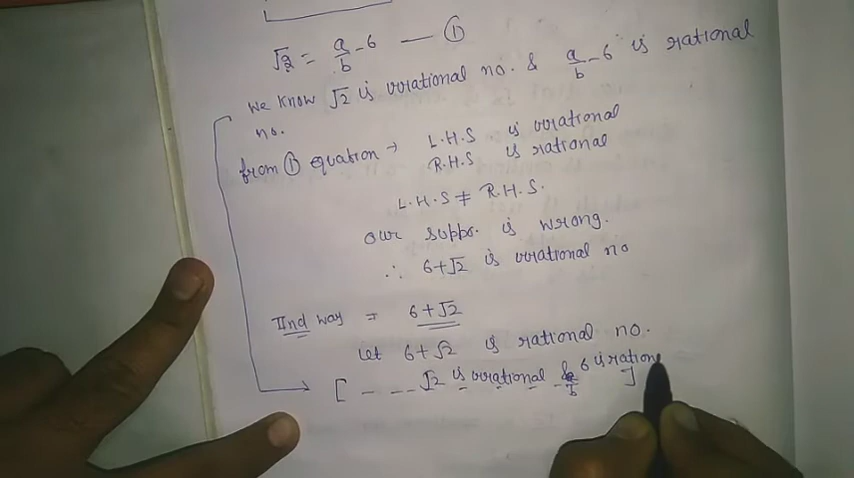 √2 = a/b - 6 — ①
we know √2 is irrational no. & a/b - 6 is rational
no.
from ① equation → L.H.S is irrational
R.H.S is rational
L.H.S ≠ R.H.S.
our suppo. is wrong.
∴ 6+√2 is irrational no
IInd way = 6+√2
Let 6+√2 is rational no.
[ - - - √2 is irrational & 6 is ration ]